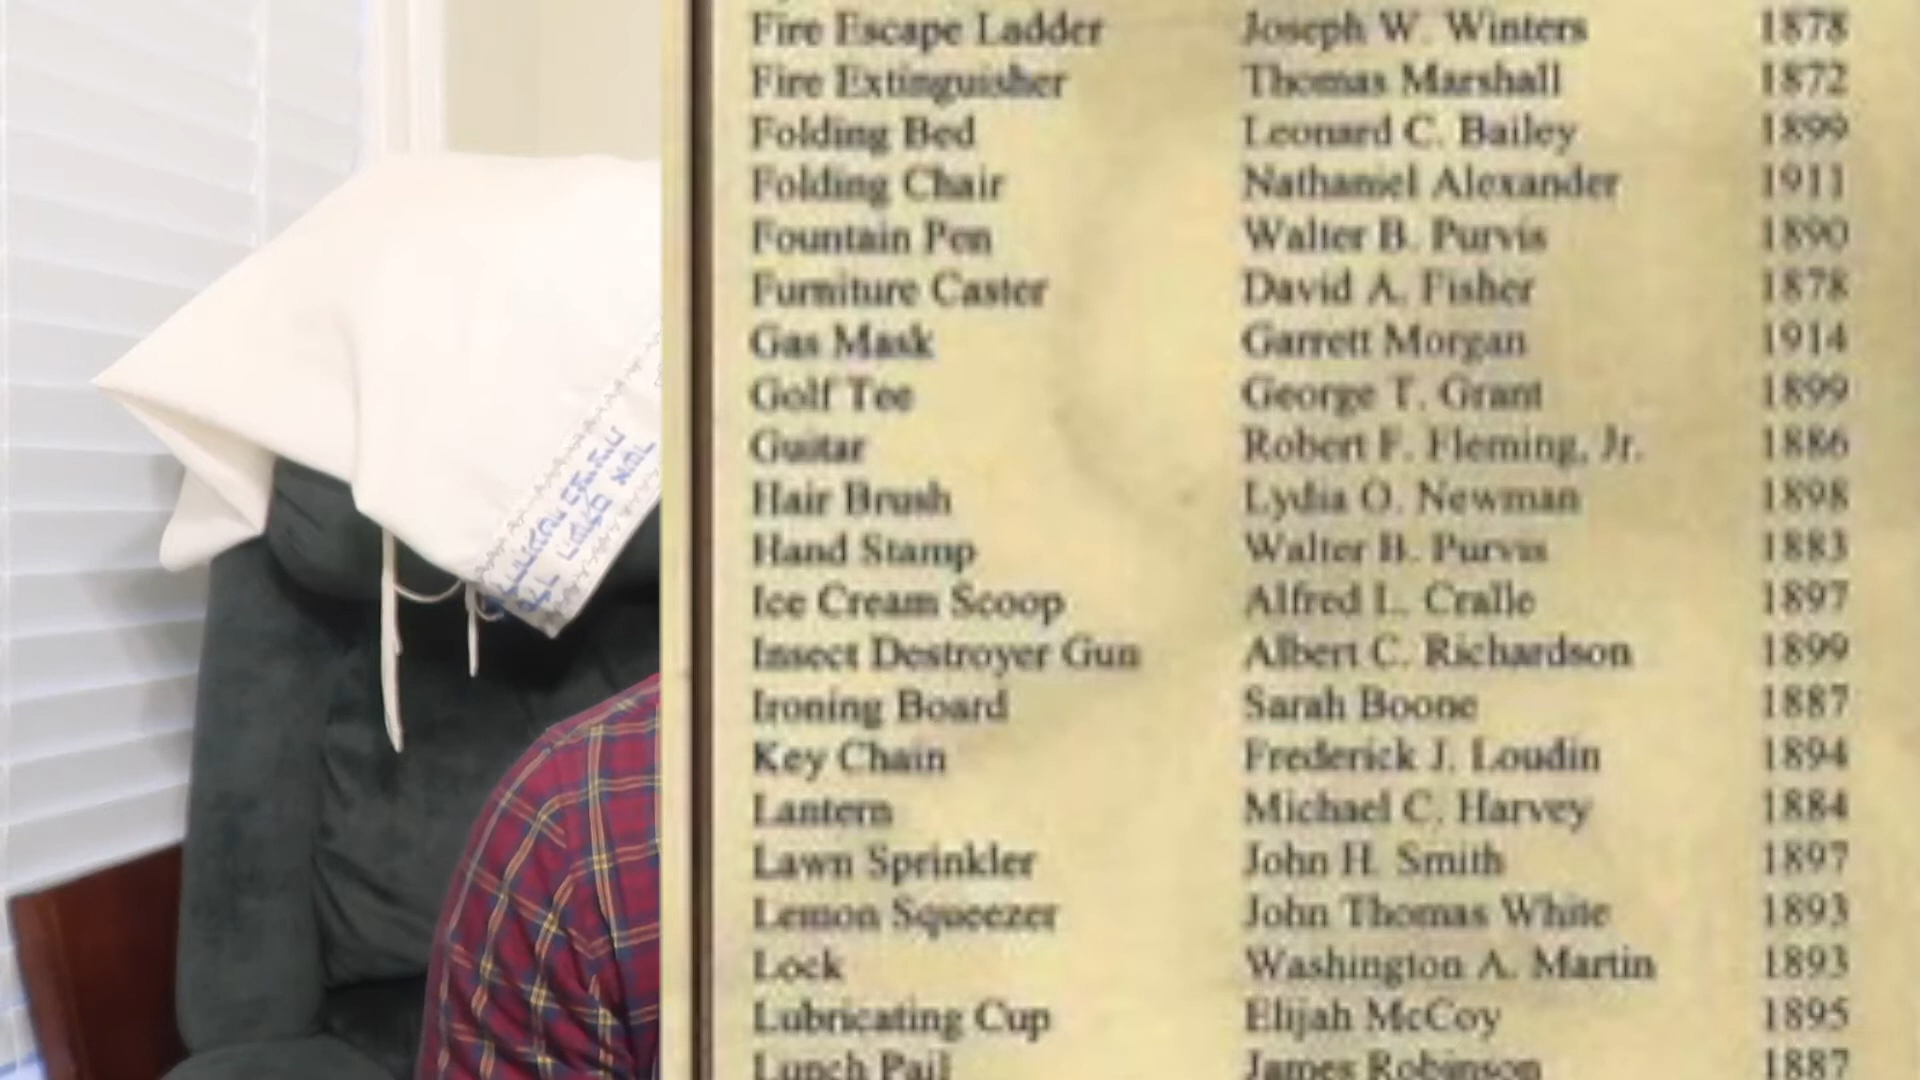 Fire Escape Ladder Joseph W. Winters 1878
Fire Extinguisher Thomas Marshall 1872
Folding Bed Leonard C. Bailey 1899
Folding Chair Nathaniel Alexander 1911
Fountain Pen Walter B. Purvis 1890
Furniture Caster David A. Fisher 1878
Gas Mask Garrett Morgan 1914
Golf Tee George T. Grant 1899
Guitar Robert F. Fleming, Jr. 1886
Hair Brush Lydia O. Newman 1898
Hand Stamp Walter B. Purvis 1883
Ice Cream Scoop Alfred L. Cralle 1897
Insect Destroyer Gun Albert C. Richardson 1899
Ironing Board Sarah Boone 1887
Key Chain Frederick J. Loudin 1894
Lantern Michael C. Harvey 1884
Lawn Sprinkler John H. Smith 1897
Lemon Squeezer John Thomas White 1893
Lock Washington A. Martin 1893
Lubricating Cup Elijah McCoy 1895
Lunch Pail James Robinson 1887